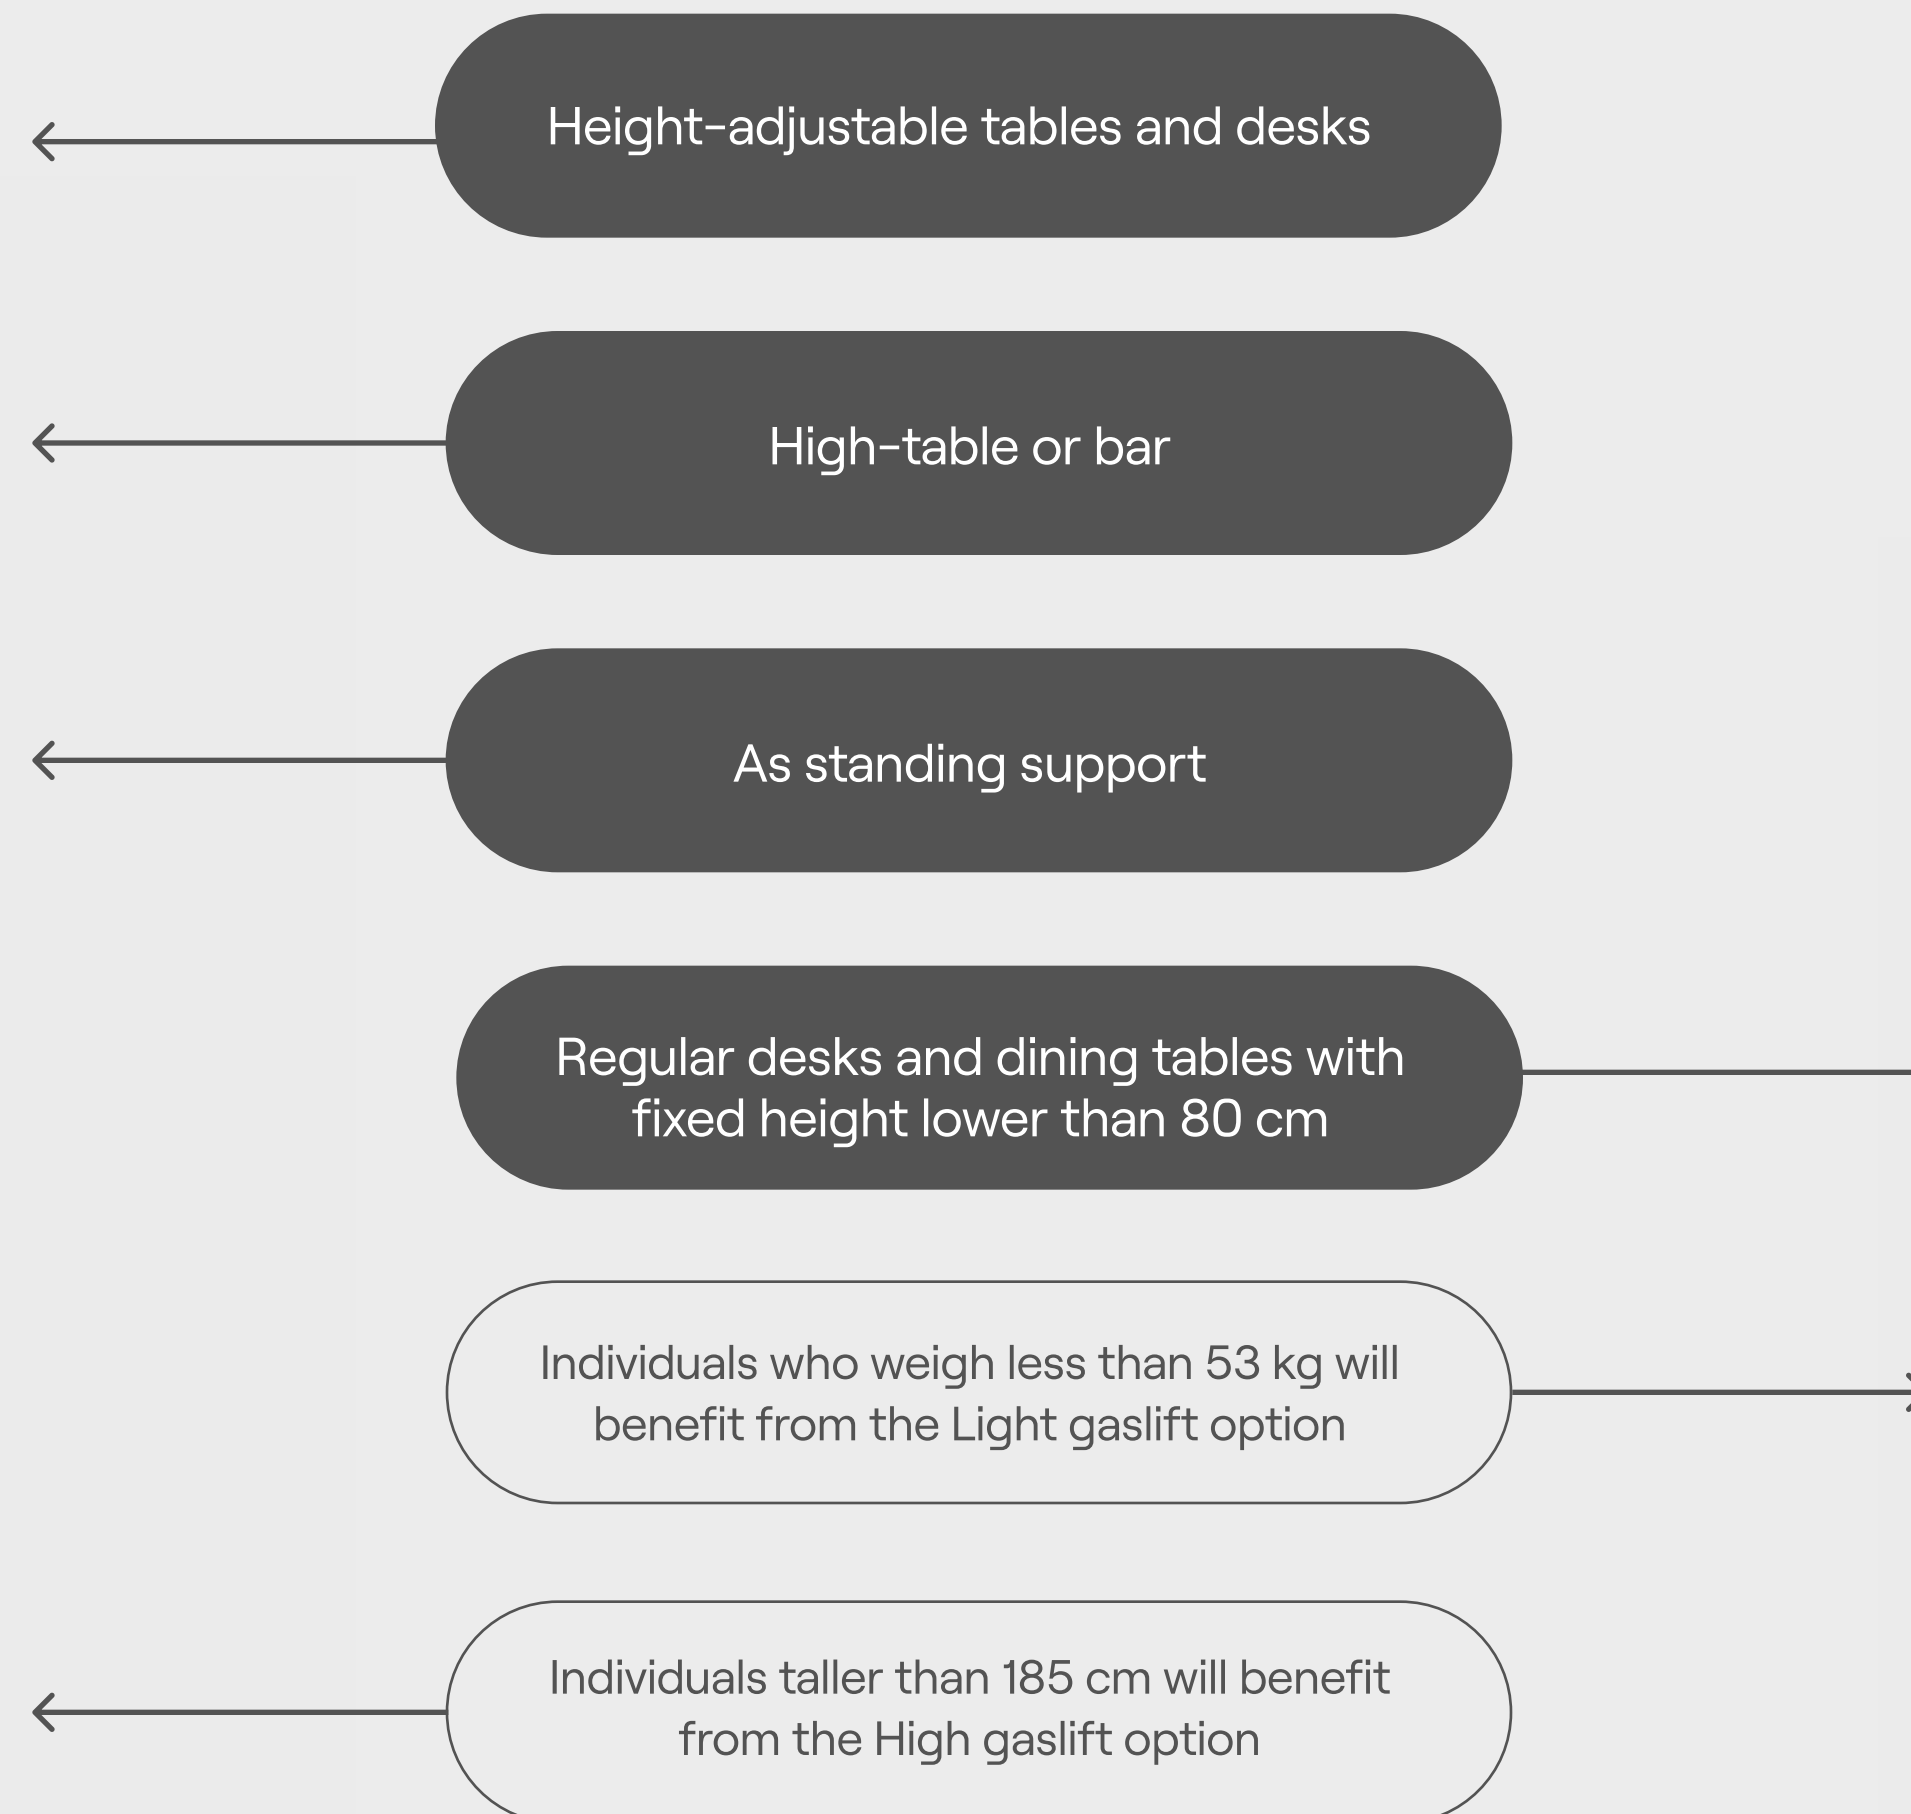 Height-adjustable tables and desks
High-table or bar
As standing support
Regular desks and dining tables with
fixed height lower than 80 cm
Individuals who weigh less than 53 kg will
benefit from the Light gaslift option
Individuals taller than 185 cm will benefit
from the High gaslift option